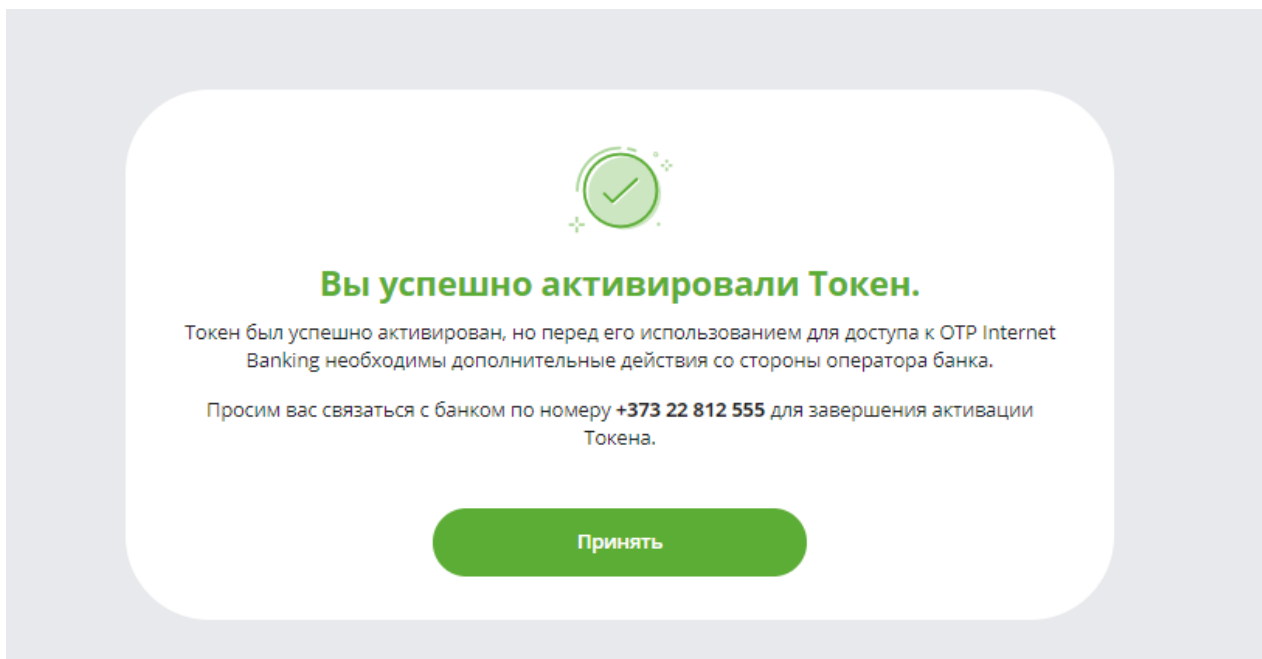 Вы успешно активировали Токен.
Токен был успешно активирован, но перед его использованием для доступа к OTP Internet
Banking необходимы дополнительные действия со стороны оператора банка.
Просим вас связаться с банком по номеру +373 22 812 555 для завершения активации
Токена.
Принять